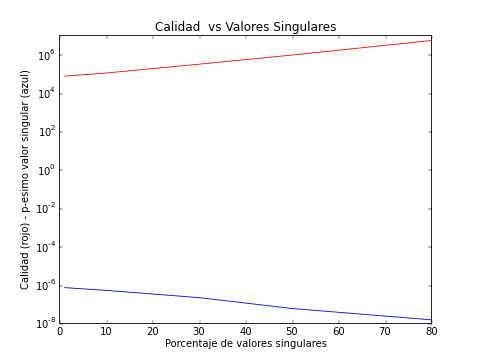 Calidad  vs Valores Singulares
Calidad (rojo) - p-esimo valor singular (azul)
10^6
10^4
10^2
10^0
10^-2
10^-4
10^-6
10^-8
0 10 20 30 40 50 60 70 80
Porcentaje de valores singulares